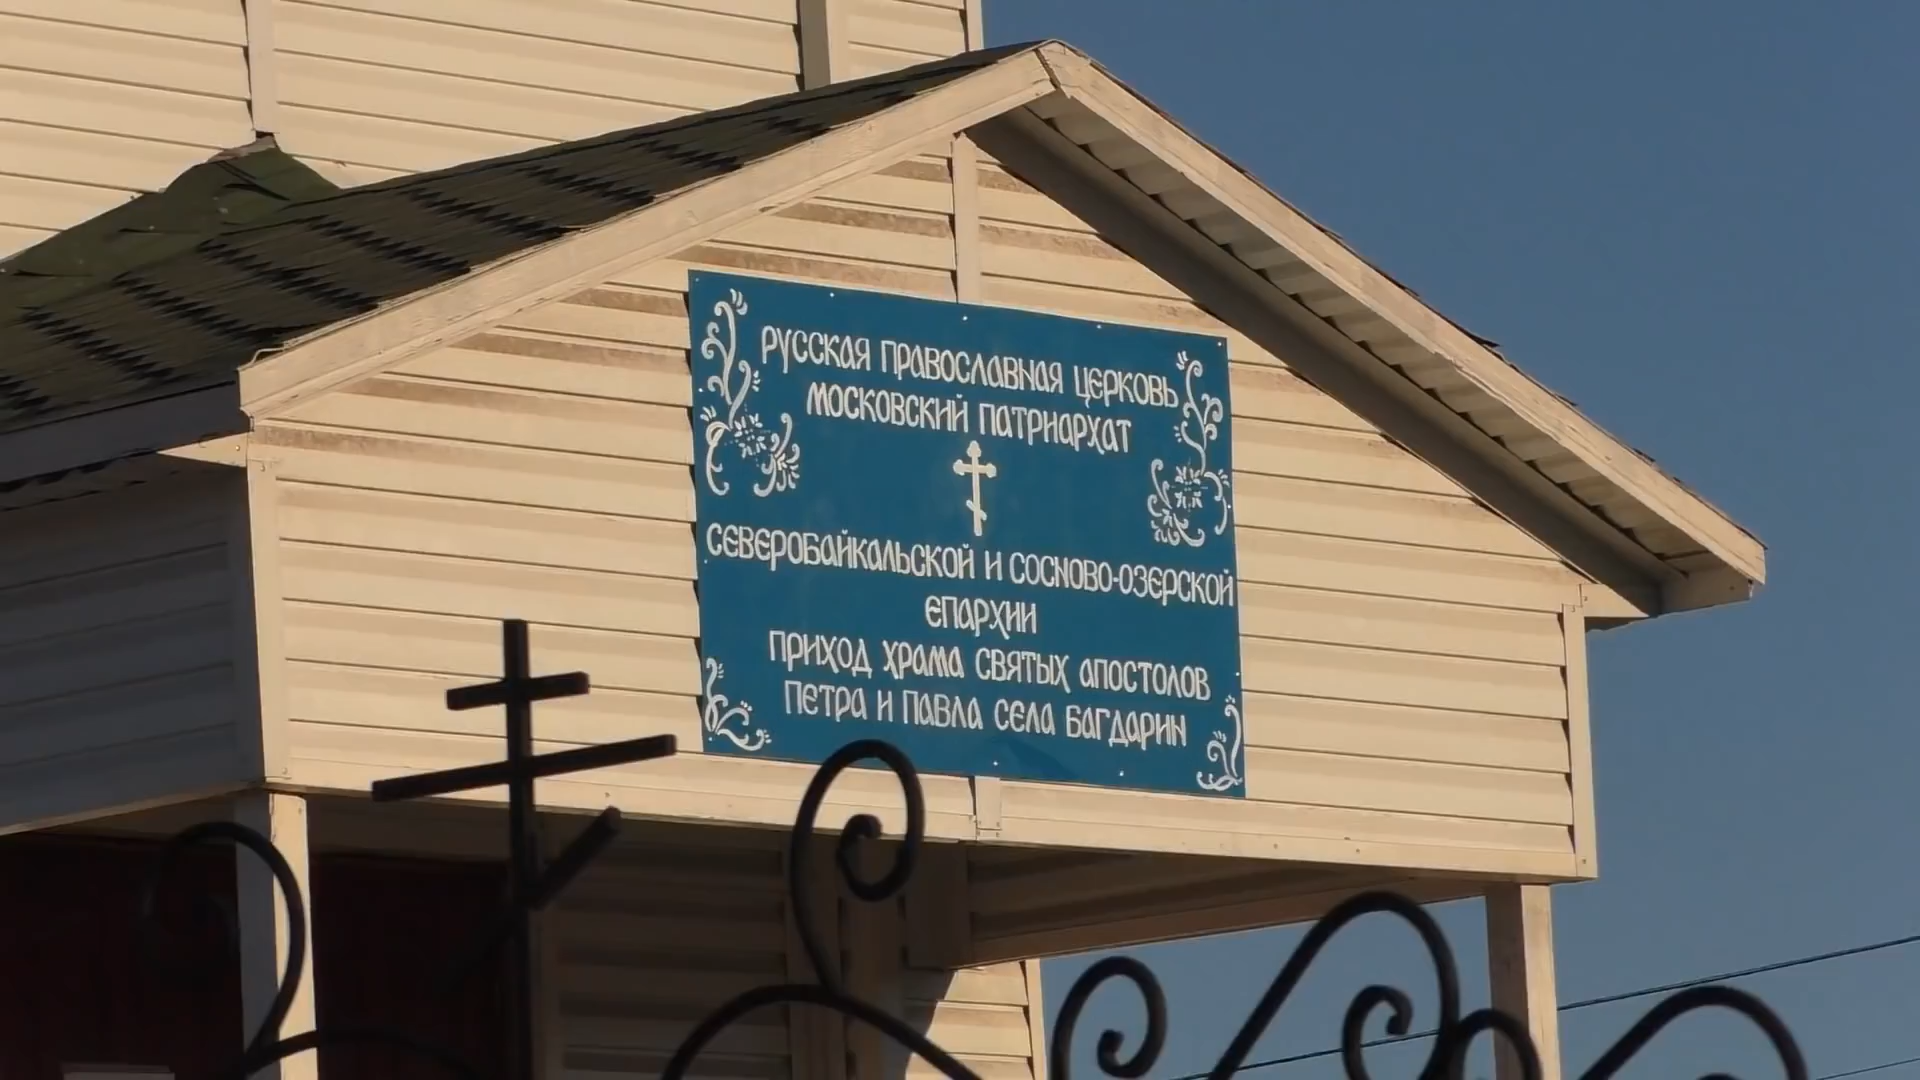 РУССКАЯ ПРАВОСЛАВНАЯ ЦЕРКОВЬ
МОСКОВСКИЙ ПАТРИАРХАТ
СЕВЕРОБАЙКАЛЬСКОЙ И СОСНОВО-ОЗЕРСКОЙ
ЕПАРХИИ
ПРИХОД ХРАМА СВЯТЫХ АПОСТОЛОВ
ПЕТРА И ПАВЛА СЕЛА БАГДАРИН